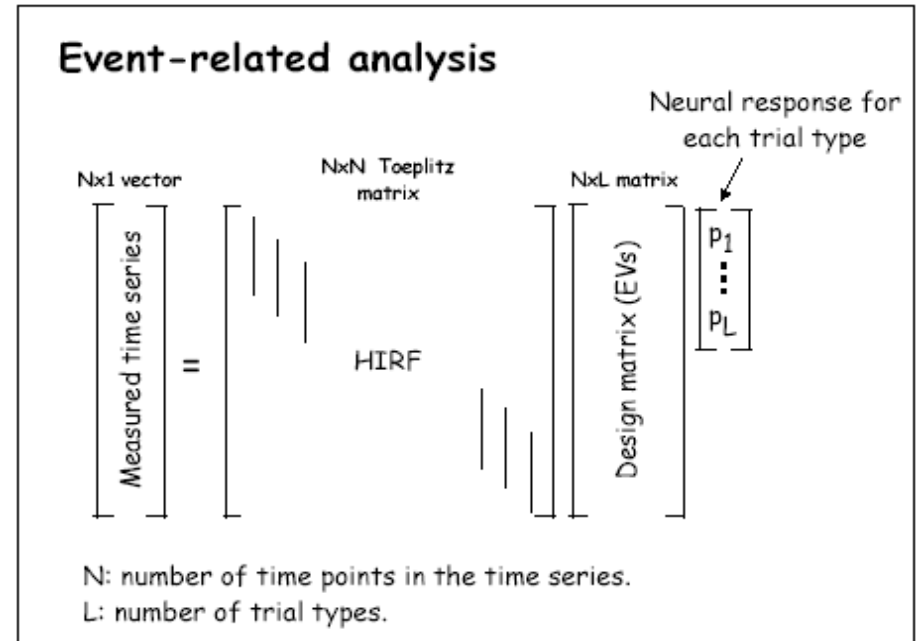 Event-related analysis
Neural response for
each trial type
Nx1 vector
NxN Toeplitz
matrix
NxL matrix
Measured time series
=
HIRF
Design matrix (EVs)
p1
⋮
pL
N: number of time points in the time series.
L: number of trial types.